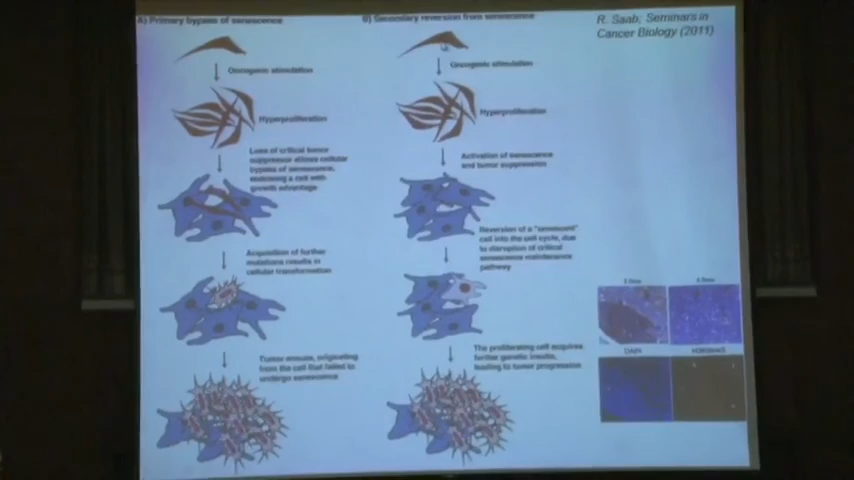 A) Primary bypass of senescence
Oncogenic stimulation
Hyperproliferation
Loss of critical tumor
suppressor allows cellular
bypass of senescence,
growth advantage
Acquisition of further
mutations results in
cellular transformation
Tumor ensues, originating
from the cell that failed to
undergo senescence
B) Secondary reversion from senescence
Oncogenic stimulation
Hyperproliferation
Activation of senescence
and tumor suppression
Reversion of a "senescent"
cell into the cell cycle, due
to disruption of critical
senescence maintenance
pathway
The proliferating cell acquires
further genetic insults,
leading to tumor progression
R. Saab; Seminars in
Cancer Biology (2011)
DAPI